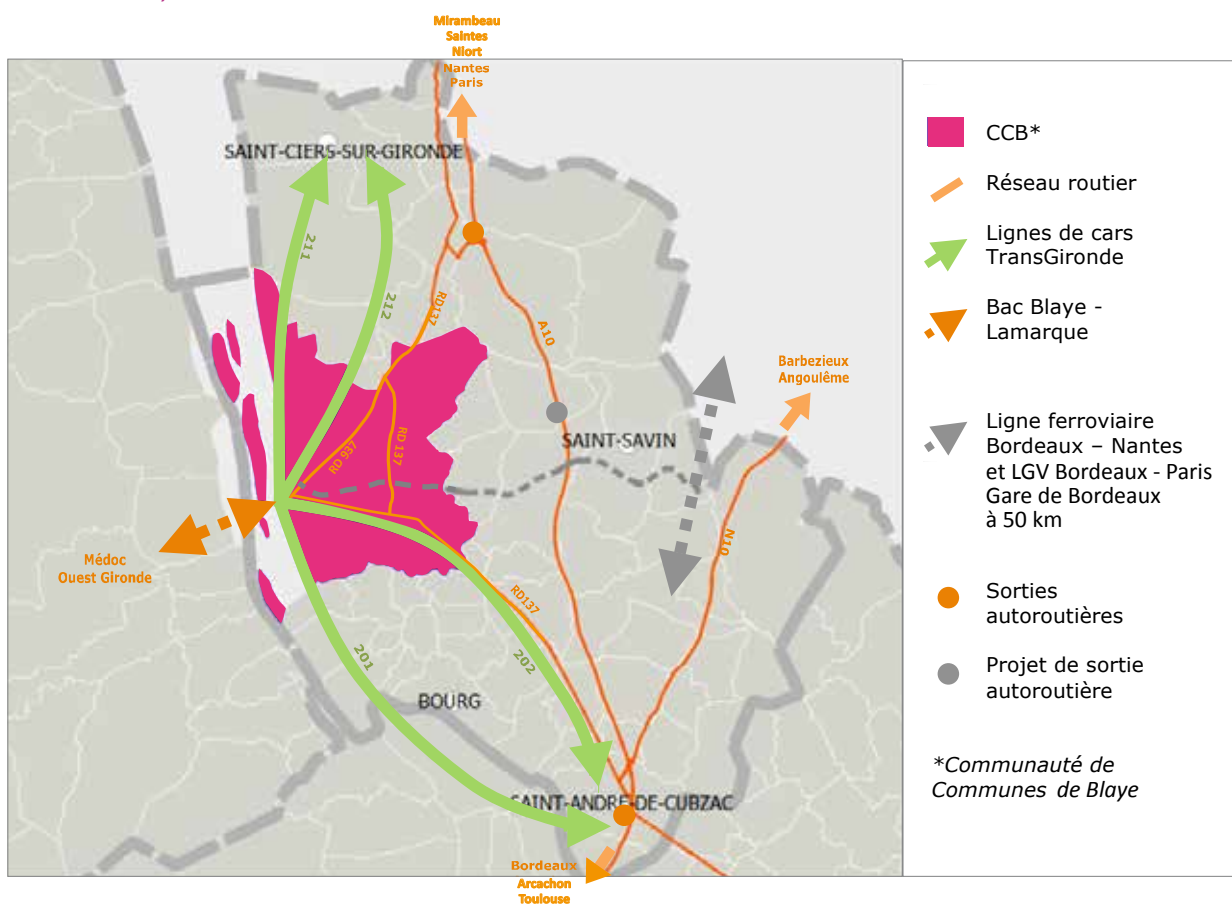 Mirambeau
Saintes
Niort
Nantes
Paris
SAINT-CIERS-SUR-GIRONDE
211
212
RD137
A10
Barbezieux
Angoulême
SAINT-SAVIN
RD 937
RD 137
N10
Médoc
Ouest Gironde
RD137
201
202
BOURG
SAINT-ANDRE-DE-CUBZAC
Bordeaux
Arcachon
Toulouse
CCB*
Réseau routier
Lignes de cars
TransGironde
Bac Blaye -
Lamarque
Ligne ferroviaire
Bordeaux – Nantes
et LGV Bordeaux - Paris
Gare de Bordeaux
à 50 km
Sorties
autoroutières
Projet de sortie
autoroutière
*Communauté de
Communes de Blaye